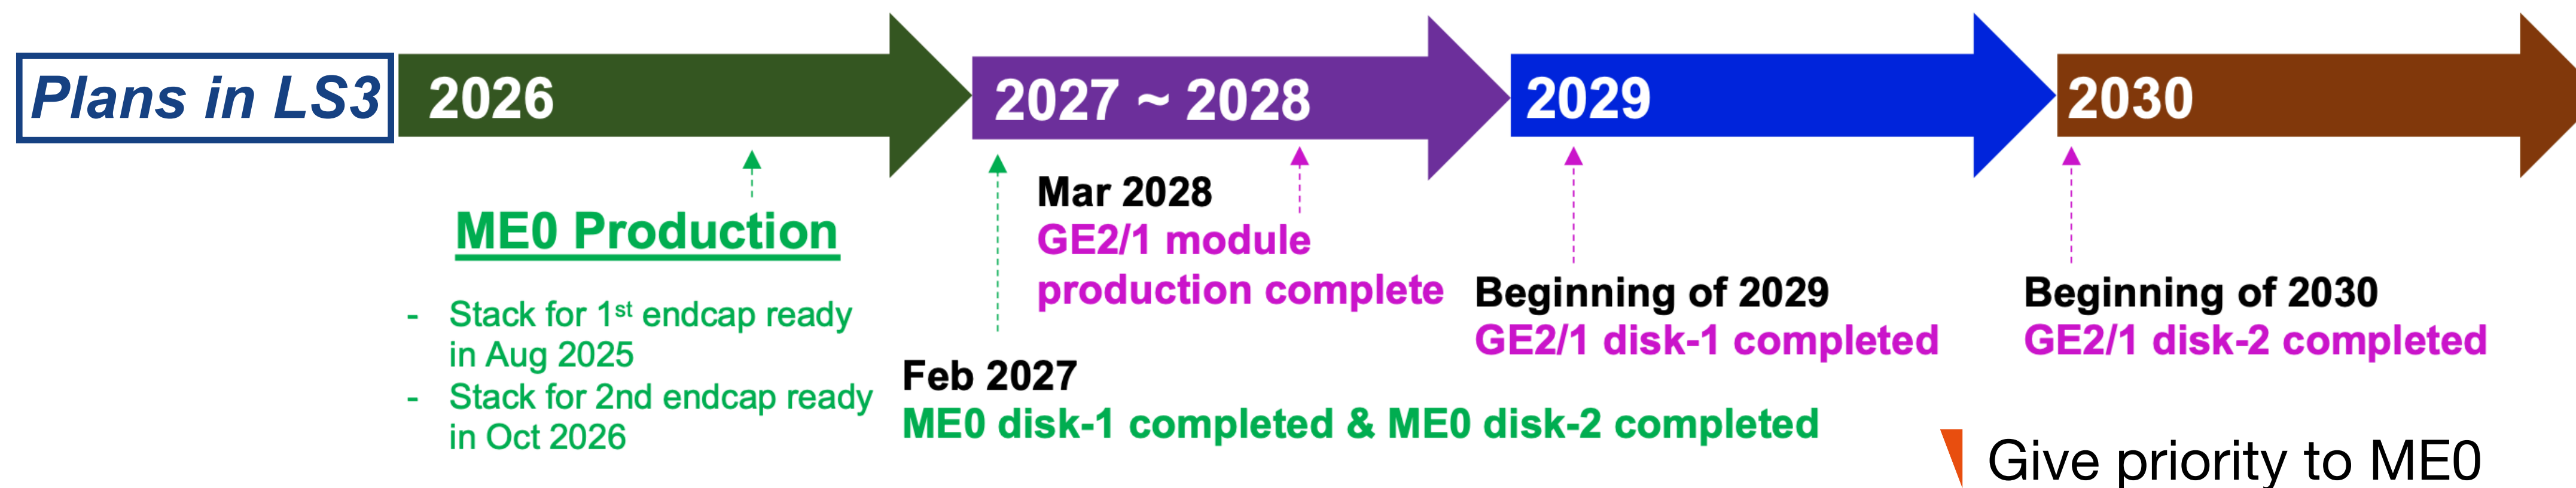 Plans in LS3
2026
2027 ~ 2028
2029
2030
ME0 Production
- Stack for 1st endcap ready
in Aug 2025
- Stack for 2nd endcap ready
in Oct 2026
Feb 2027
ME0 disk-1 completed & ME0 disk-2 completed
Mar 2028
GE2/1 module
production complete
Beginning of 2029
GE2/1 disk-1 completed
Beginning of 2030
GE2/1 disk-2 completed
Give priority to ME0